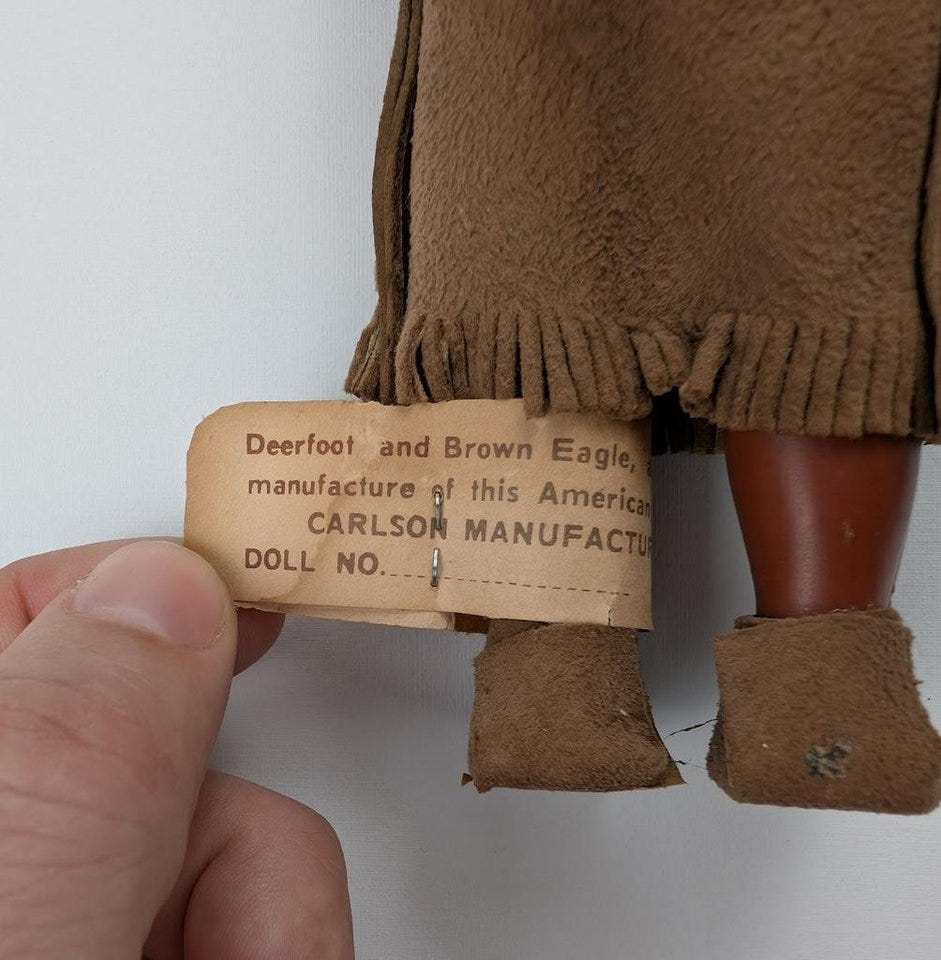 Deerfoot and Brown Eagle, a
manufacture of this American
CARLSON MANUFACTU
DOLL NO.